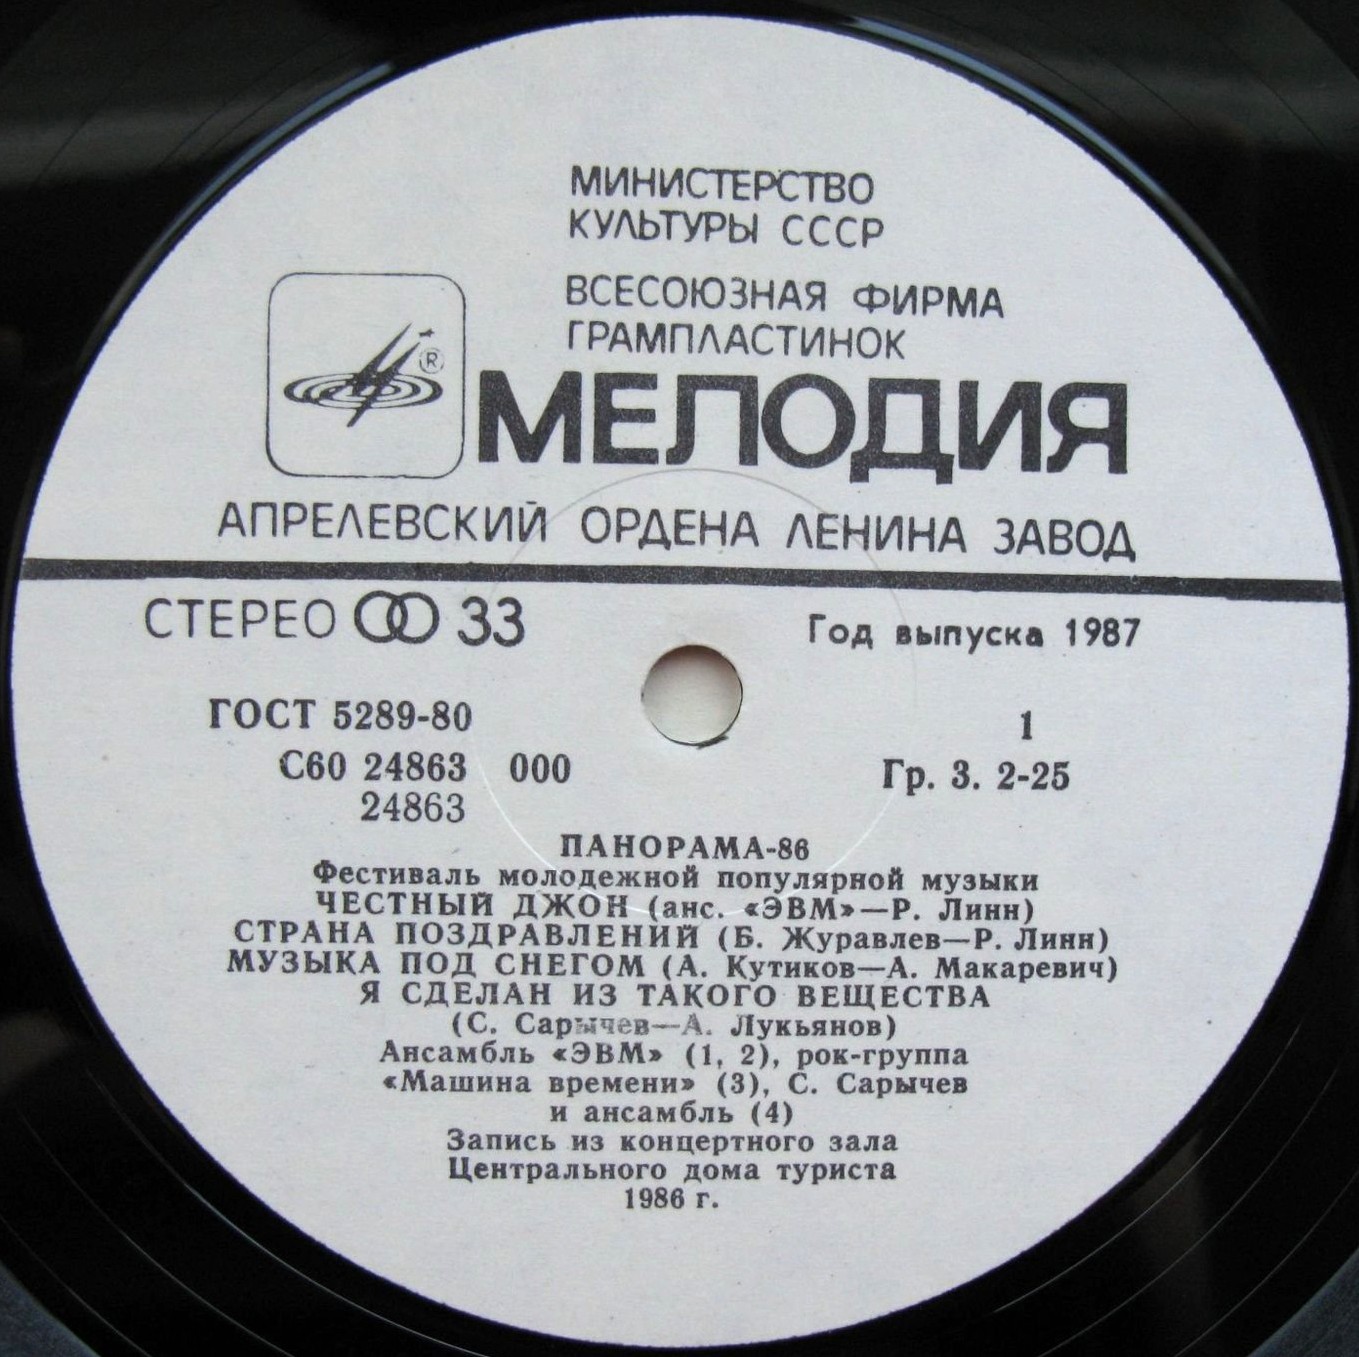 МИНИСТЕРСТВО
КУЛЬТУРЫ СССР
ВСЕСОЮЗНАЯ ФИРМА
ГРАМПЛАСТИНОК
®
МЕЛОДИЯ
АПРЕЛЕВСКИЙ ОРДЕНА ЛЕНИНА ЗАВОД
СТЕРЕО 33 Год выпуска 1987
ГОСТ 5289-80 1
С60 24863 000 Гр. 3. 2-25
24863
ПАНОРАМА-86
Фестиваль молодежной популярной музыки
ЧЕСТНЫЙ ДЖОН (анс. «ЭВМ»—Р. Линн)
СТРАНА ПОЗДРАВЛЕНИЙ (Б. Журавлев—Р. Линн)
МУЗЫКА ПОД СНЕГОМ (А. Кутиков—А. Макаревич)
Я СДЕЛАН ИЗ ТАКОГО ВЕЩЕСТВА
(С. Сарычев—А. Лукьянов)
Ансамбль «ЭВМ» (1, 2), рок-группа
«Машина времени» (3), С. Сарычев
и ансамбль (4)
Запись из концертного зала
Центрального дома туриста
1986 г.